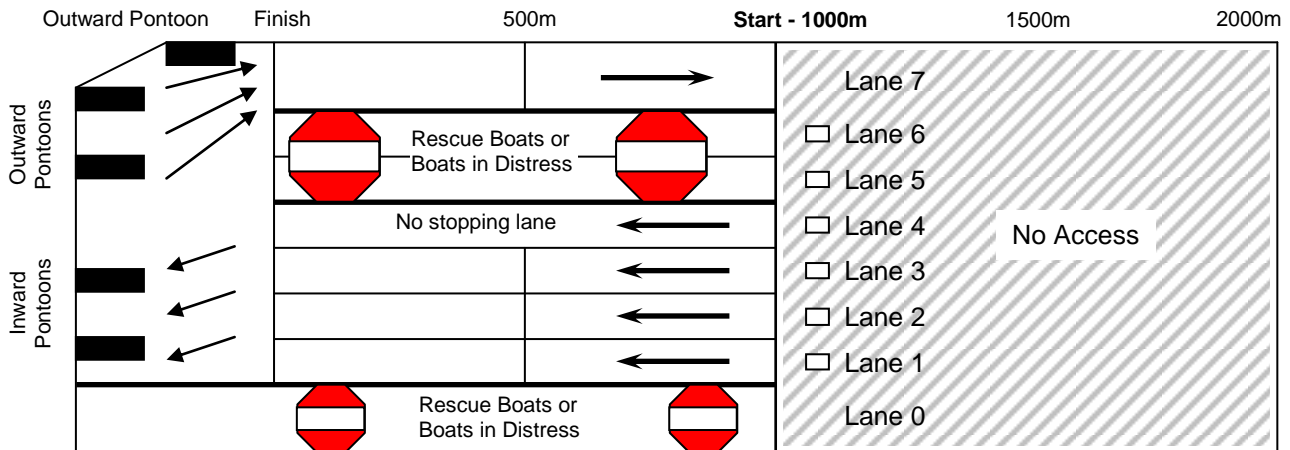 Outward Pontoon Finish 500m Start - 1000m 1500m 2000m
Lane 7
Outward
Pontoons
Rescue Boats or
Boats in Distress
Lane 6
Lane 5
No stopping lane
Lane 4
No Access
Inward
Pontoons
Lane 3
Lane 2
Lane 1
Rescue Boats or
Boats in Distress
Lane 0